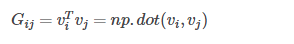 G_{ij} = v_i^T v_j = np.dot(v_i, v_j)